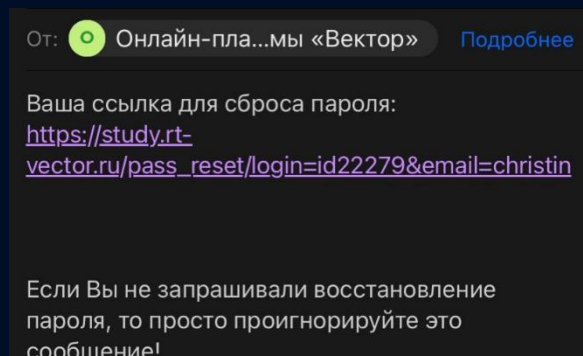 От: О Онлайн-пла...мы «Вектор» Подробнее
Ваша ссылка для сброса пароля:
https://study.rt-
vector.ru/pass_reset/login=id22279&email=christin
Если Вы не запрашивали восстановление
пароля, то просто проигнорируйте это
сообщение!